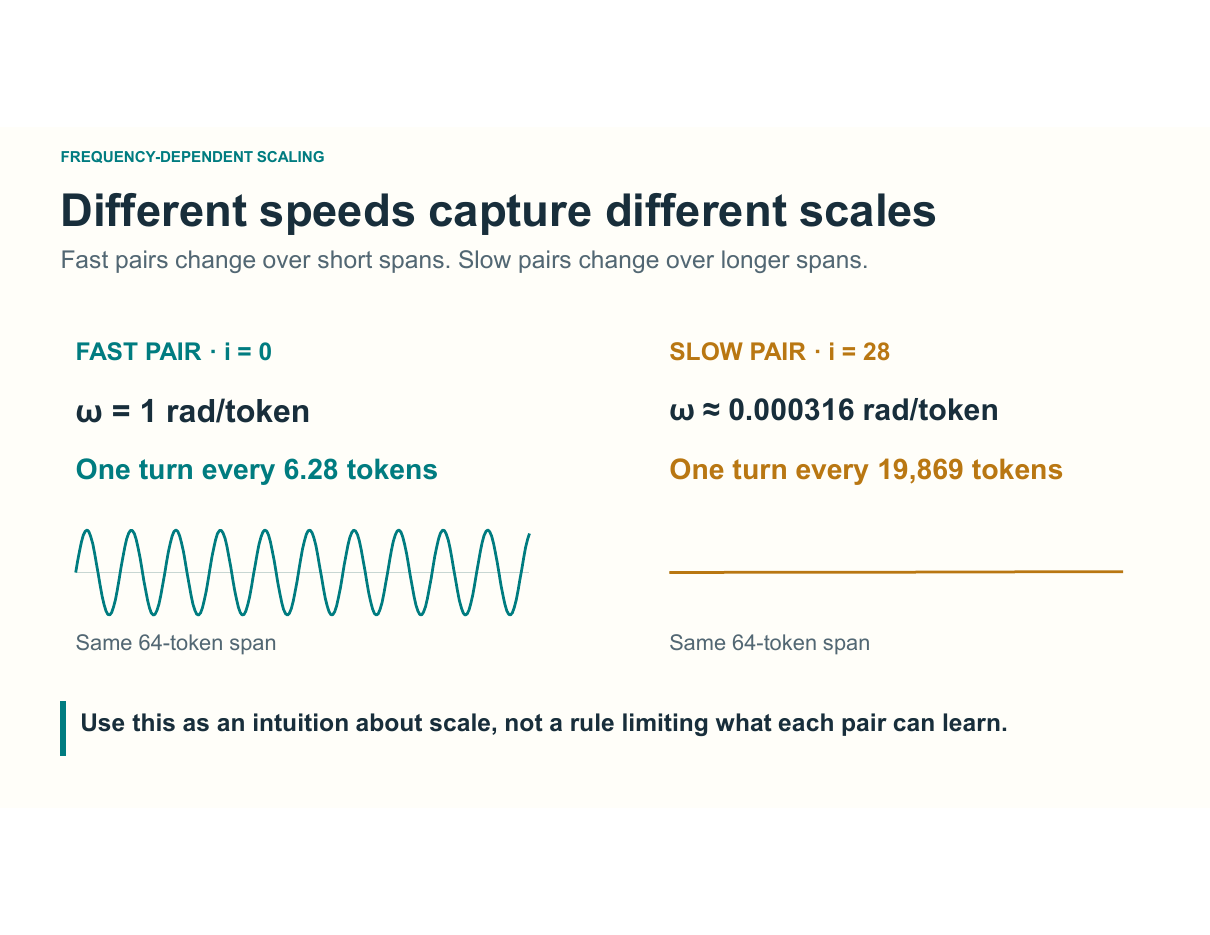 FREQUENCY-DEPENDENT SCALING
Different speeds capture different scales
Fast pairs change over short spans. Slow pairs change over longer spans.
FAST PAIR · i = 0
ω = 1 rad/token
One turn every 6.28 tokens
Same 64-token span
SLOW PAIR · i = 28
ω ≈ 0.000316 rad/token
One turn every 19,869 tokens
Same 64-token span
Use this as an intuition about scale, not a rule limiting what each pair can learn.